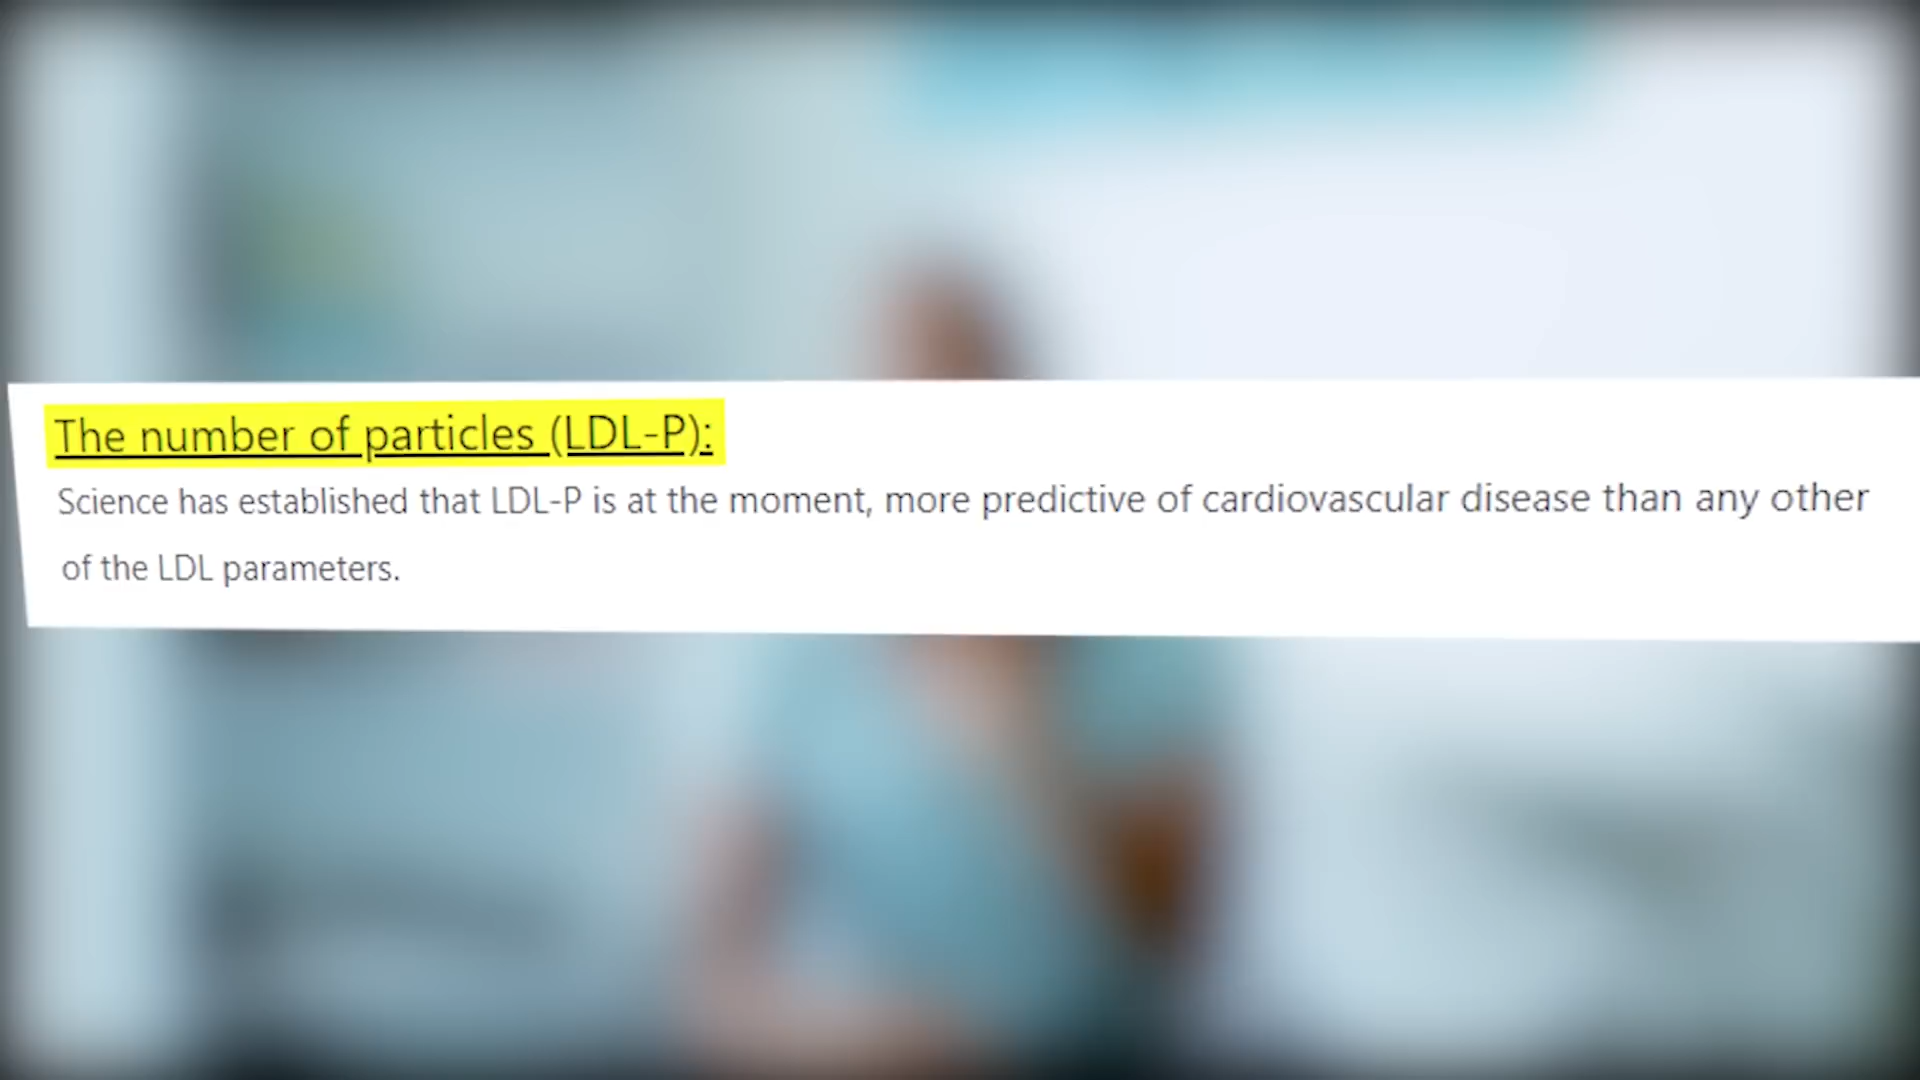 The number of particles (LDL-P):
Science has established that LDL-P is at the moment, more predictive of cardiovascular disease than any other
of the LDL parameters.